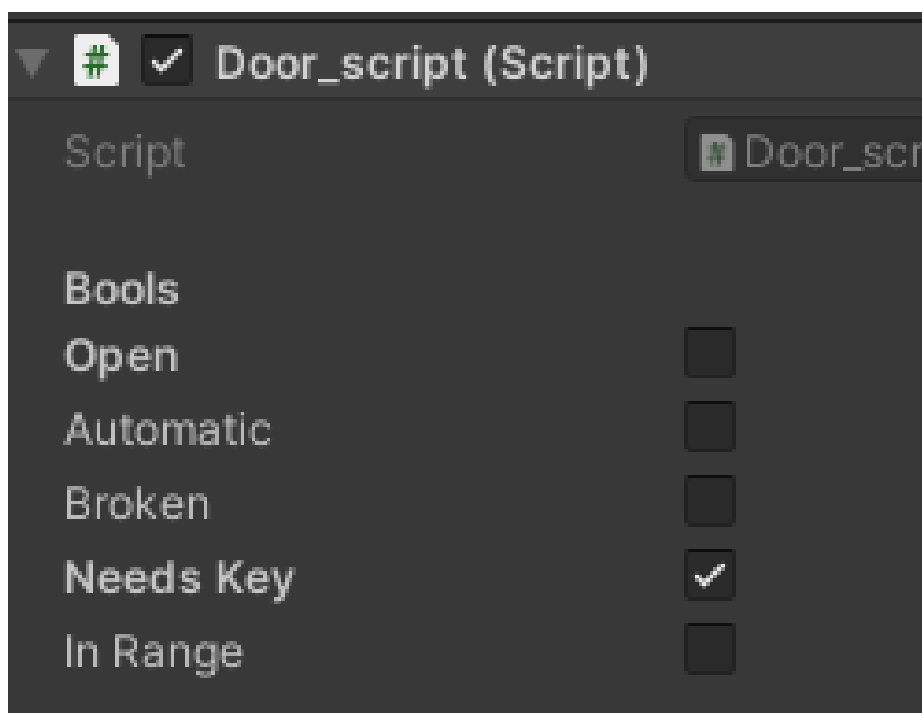 # Door_script (Script)
Script # Door_scr
Bools
Open
Automatic
Broken
Needs Key
In Range